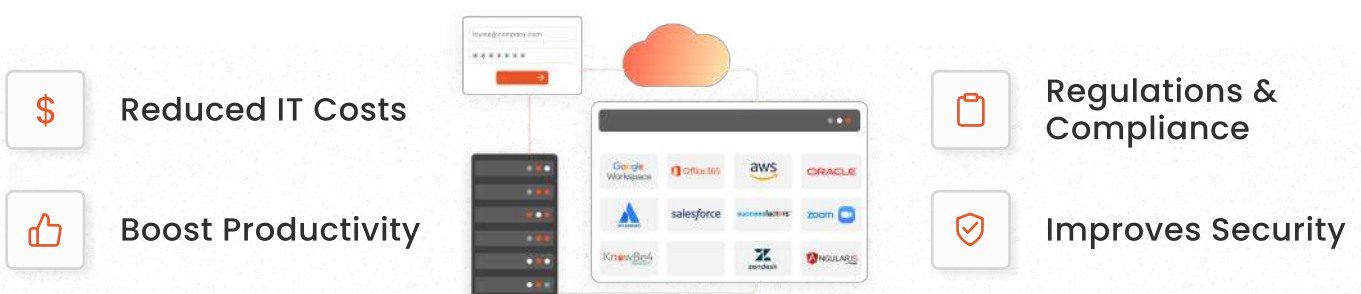 $
Reduced IT Costs
Boost Productivity
* * * * * * *
Google
Workspace
Office 365
aws
ORACLE
salesforce
successfactors
zoom
KnowBe4
zendesk
ANGULARJS
Regulations &
Compliance
Improves Security